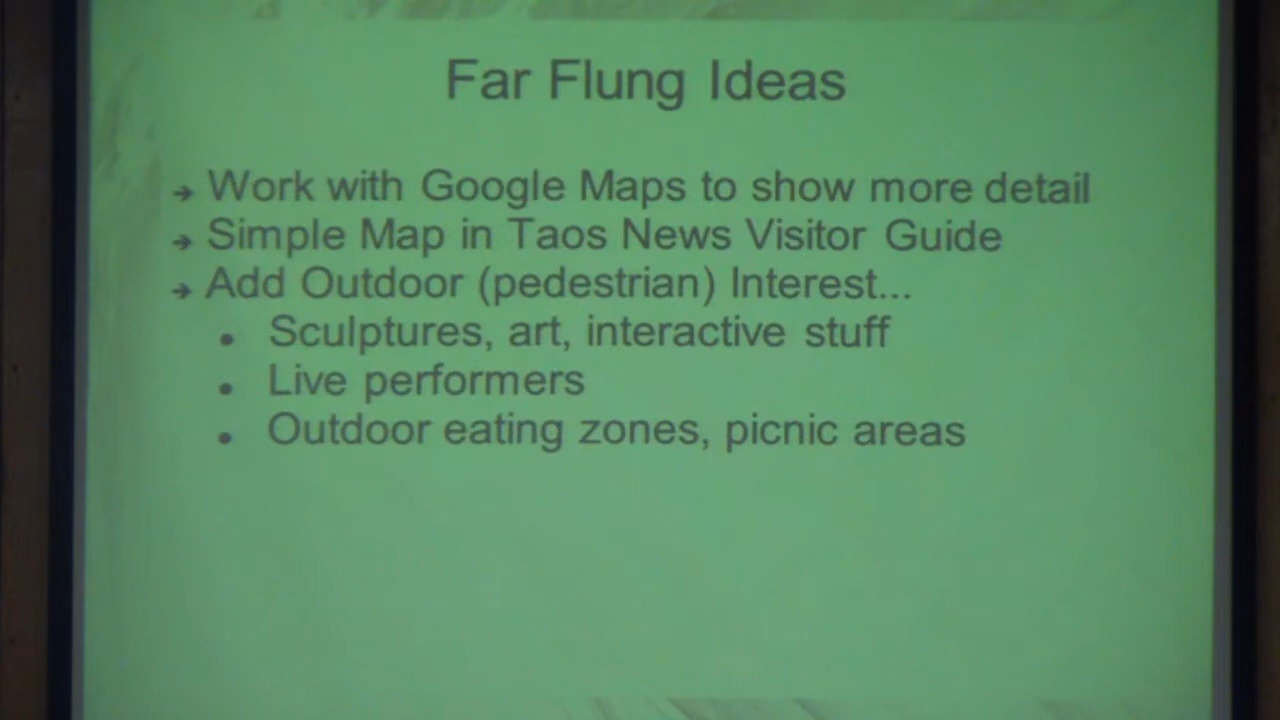 Far Flung Ideas
→ Work with Google Maps to show more detail
→ Simple Map in Taos News Visitor Guide
→ Add Outdoor (pedestrian) Interest...
• Sculptures, art, interactive stuff
• Live performers
• Outdoor eating zones, picnic areas